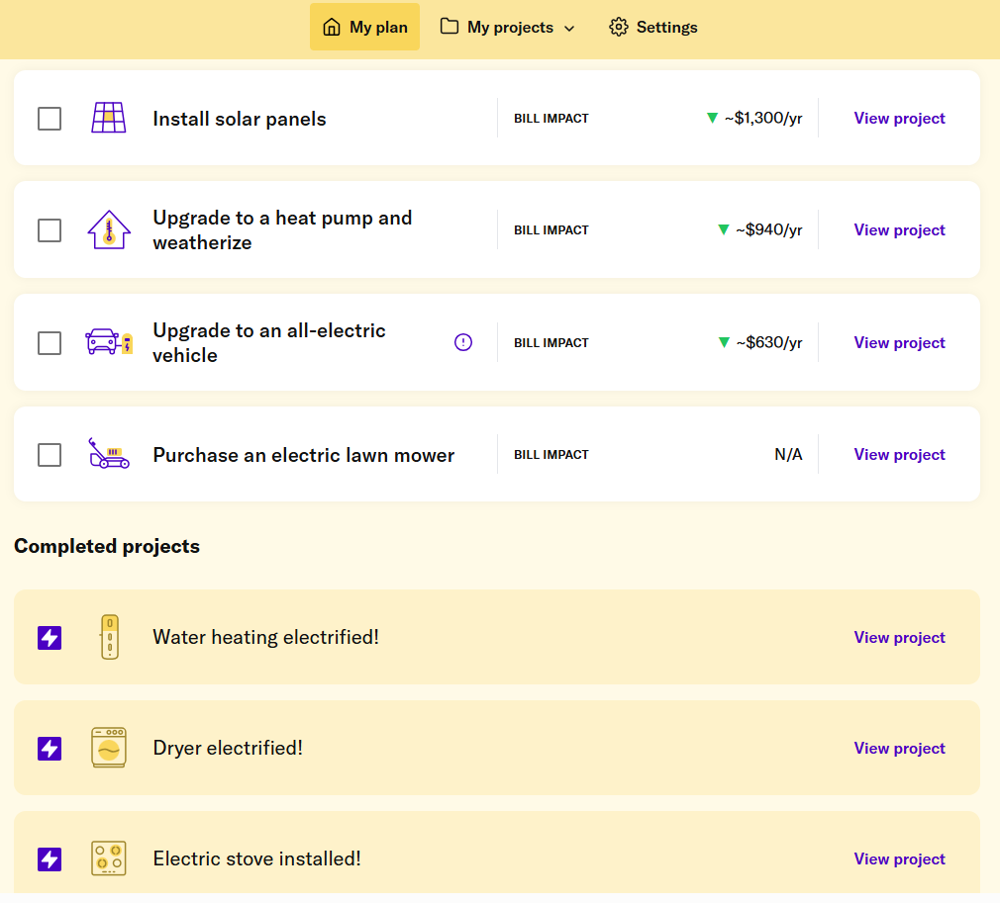 My plan My projects Settings
Install solar panels BILL IMPACT ▼ ~$1,300/yr View project
Upgrade to a heat pump and
weatherize BILL IMPACT ▼ ~$940/yr View project
Upgrade to an all-electric
vehicle BILL IMPACT ▼ ~$630/yr View project
Purchase an electric lawn mower BILL IMPACT N/A View project
Completed projects
Water heating electrified! View project
Dryer electrified! View project
Electric stove installed! View project